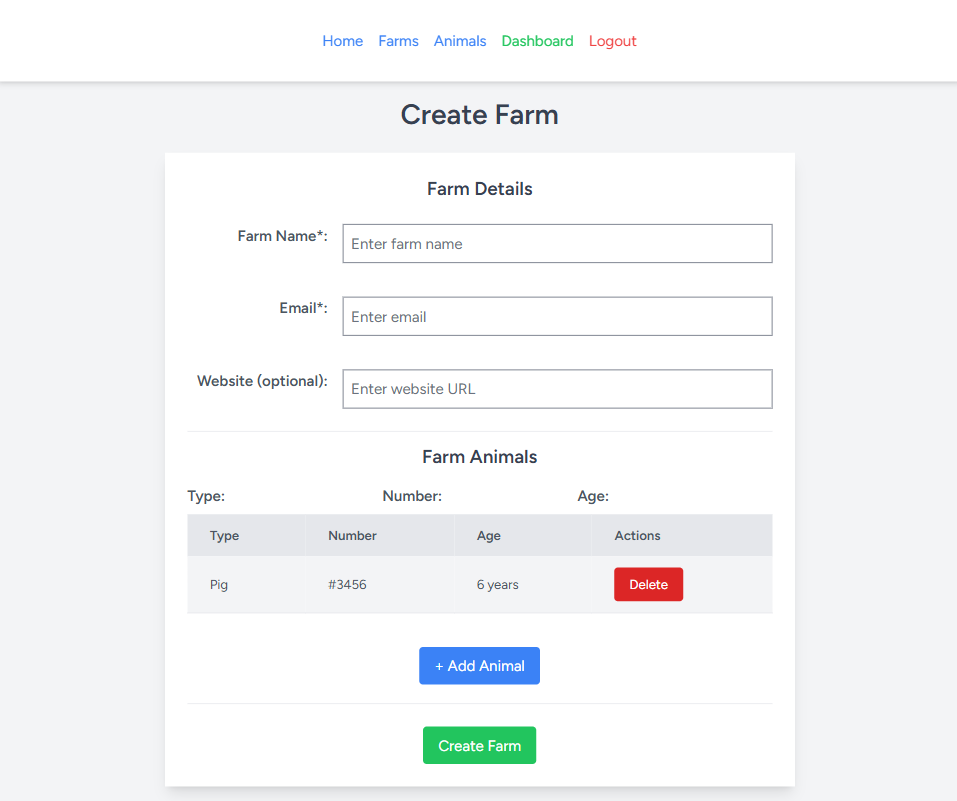 Home Farms Animals Dashboard Logout
Create Farm
Farm Details
Farm Name*:
Enter farm name
Email*:
Enter email
Website (optional):
Enter website URL
Farm Animals
Type: Number: Age:
Type Number Age Actions
Pig #3456 6 years Delete
+ Add Animal
Create Farm